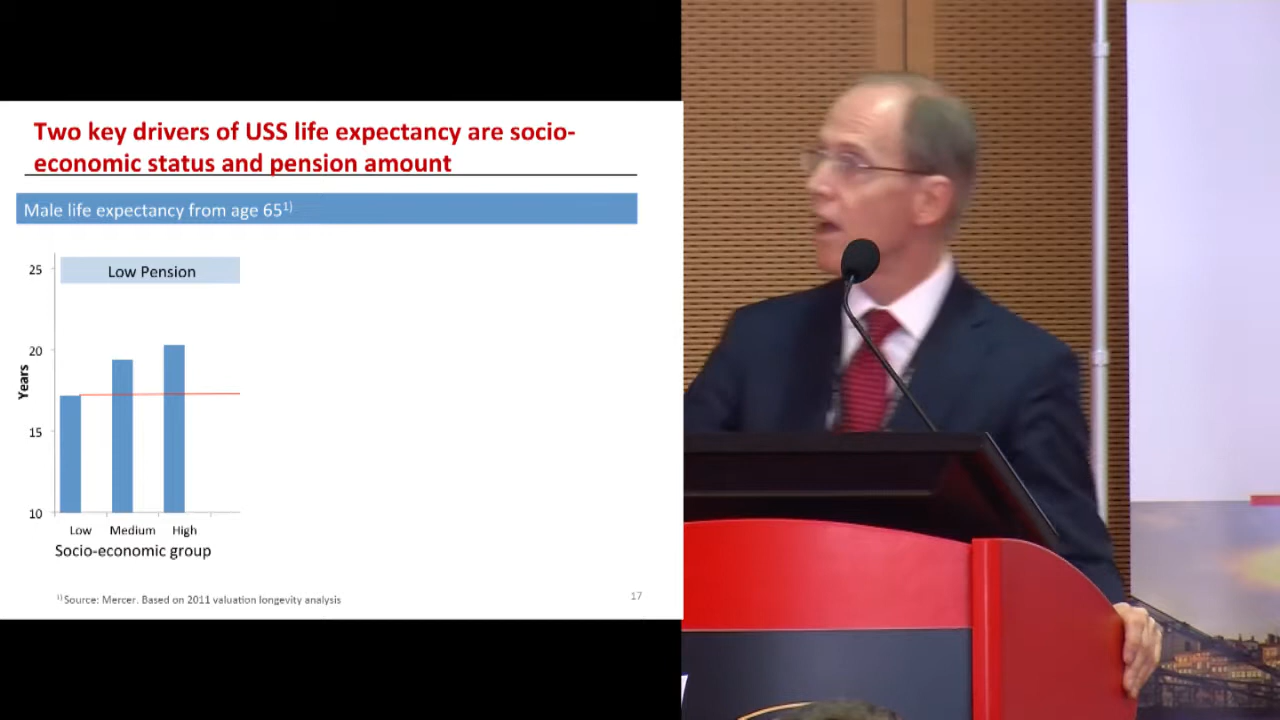 Two key drivers of USS life expectancy are socio-
economic status and pension amount
Male life expectancy from age 65¹⁾
Low Pension
25
20
15
10
Years
Low Medium High
Socio-economic group
¹⁾ Source: Mercer. Based on 2011 valuation longevity analysis
17